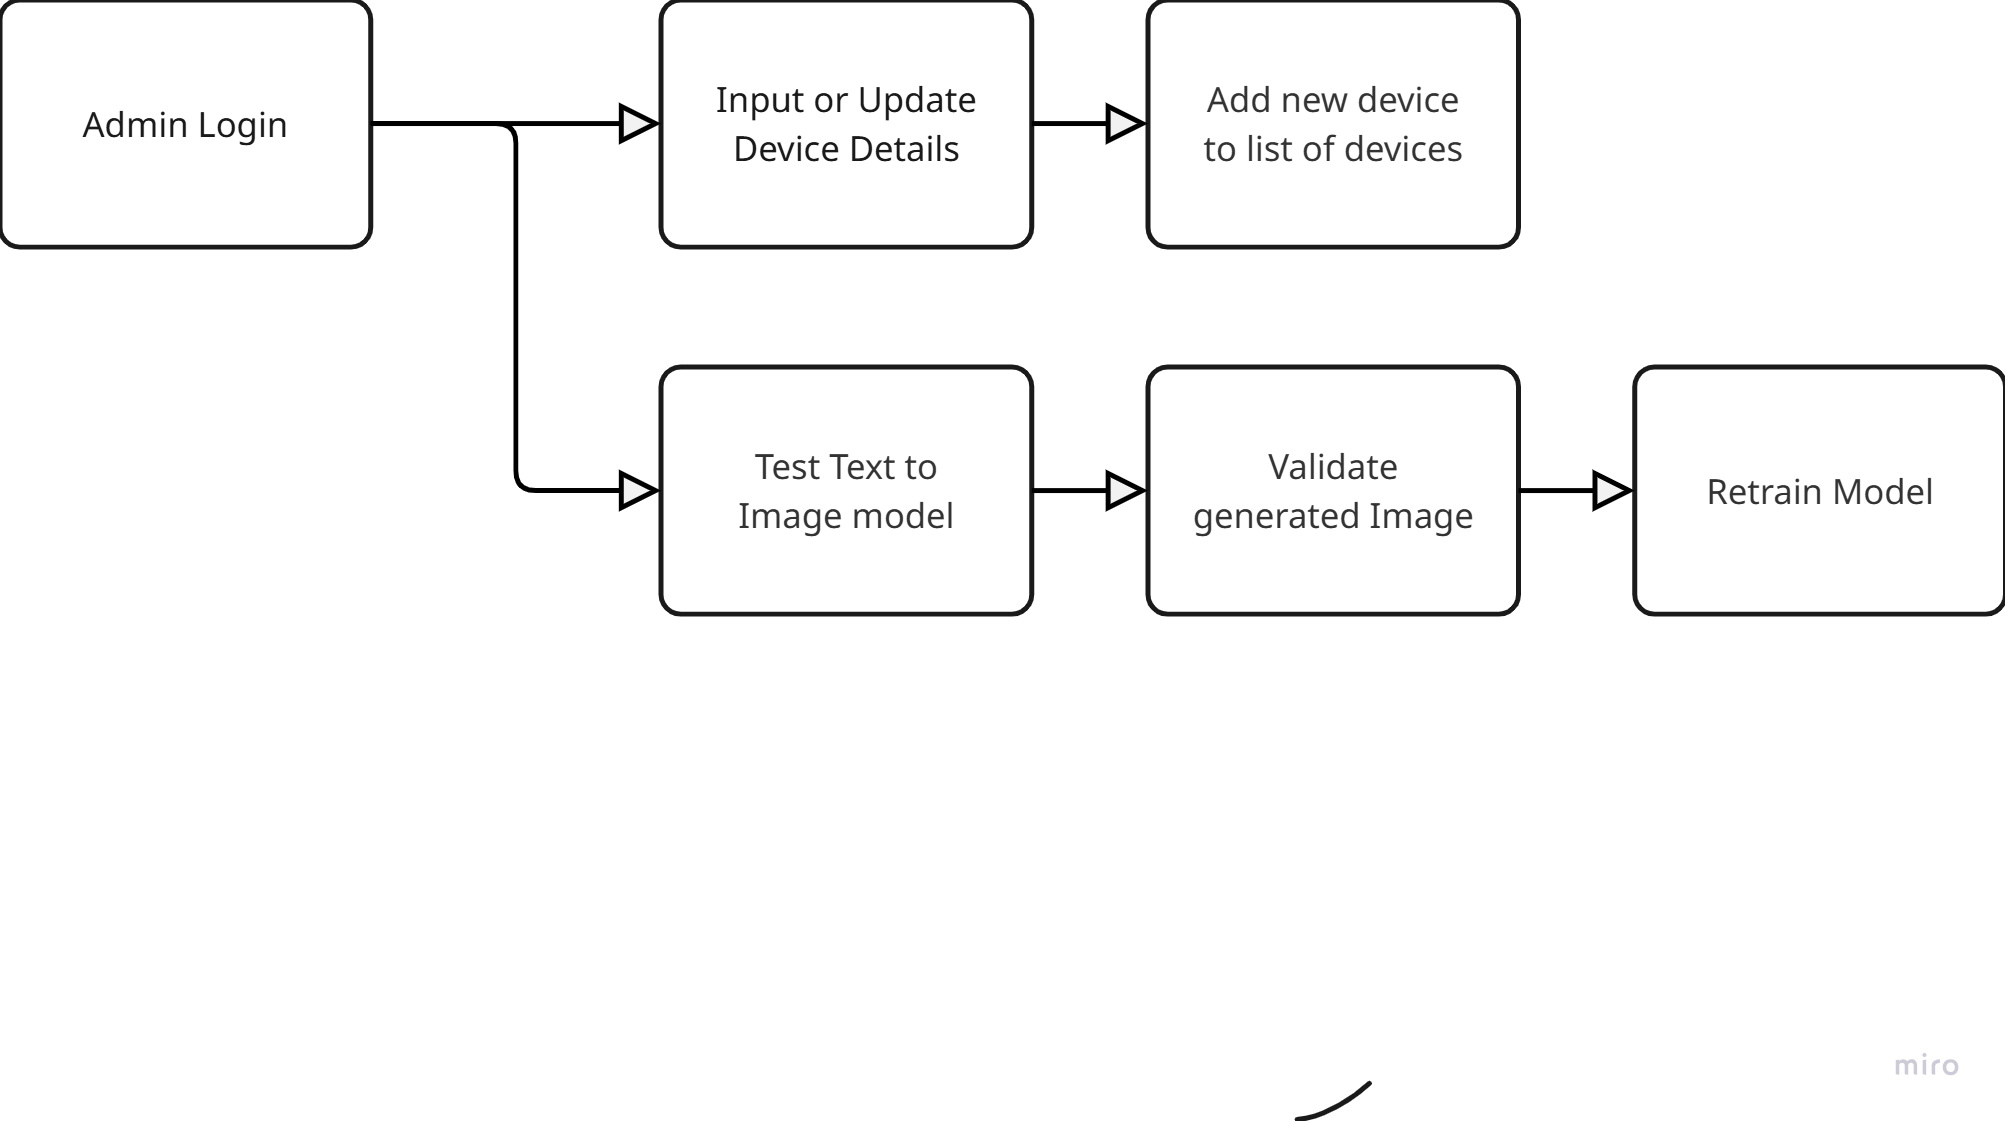 Admin Login
Input or Update
Device Details
Add new device
to list of devices
Test Text to
Image model
Validate
generated Image
Retrain Model
miro